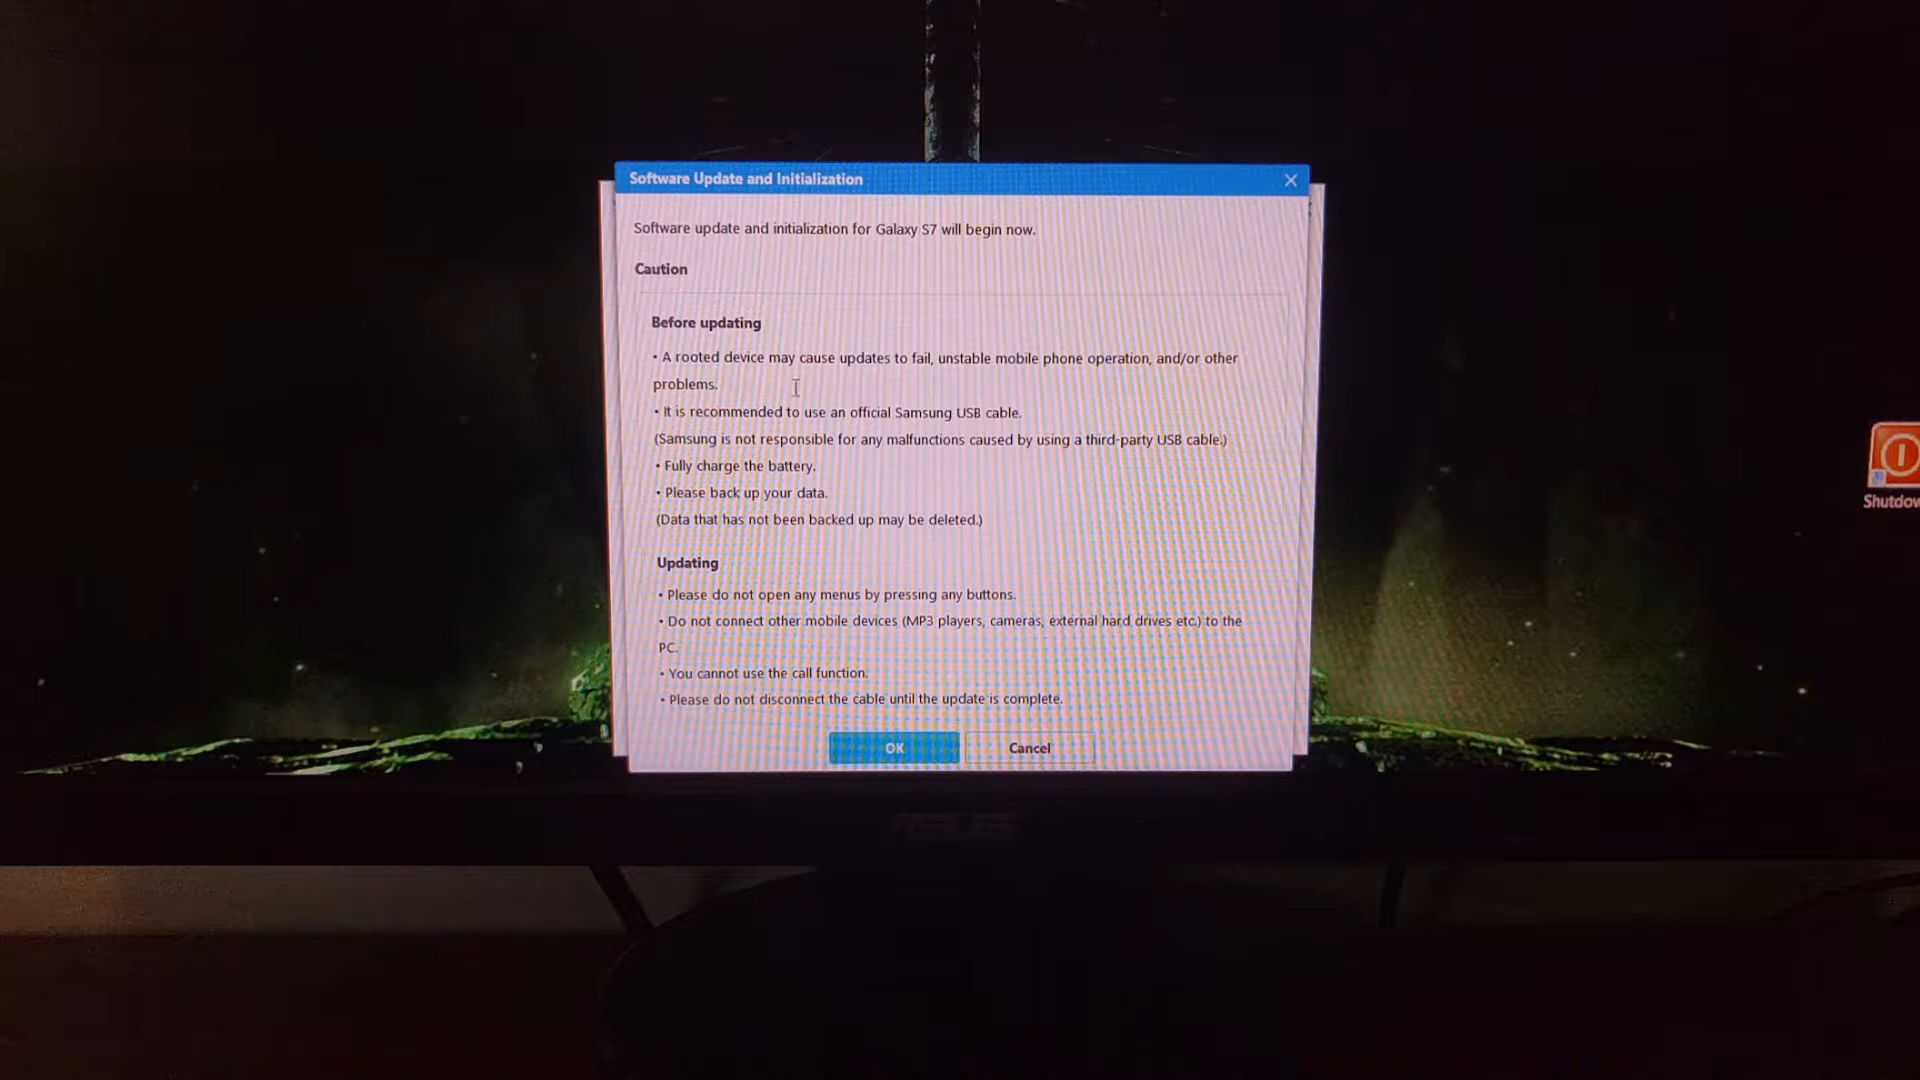 Software Update and Initialization
Software update and initialization for Galaxy S7 will begin now.
Caution
Before updating
• A rooted device may cause updates to fail, unstable mobile phone operation, and/or other
problems.
• It is recommended to use an official Samsung USB cable.
(Samsung is not responsible for any malfunctions caused by using a third-party USB cable.)
• Fully charge the battery.
• Please back up your data.
(Data that has not been backed up may be deleted.)
Shutdow
Updating
• Please do not open any menus by pressing any buttons.
• Do not connect other mobile devices (MP3 players, cameras, external hard drives etc.) to the
PC.
• You cannot use the call function.
• Please do not disconnect the cable until the update is complete.
OK
Cancel
ASUS